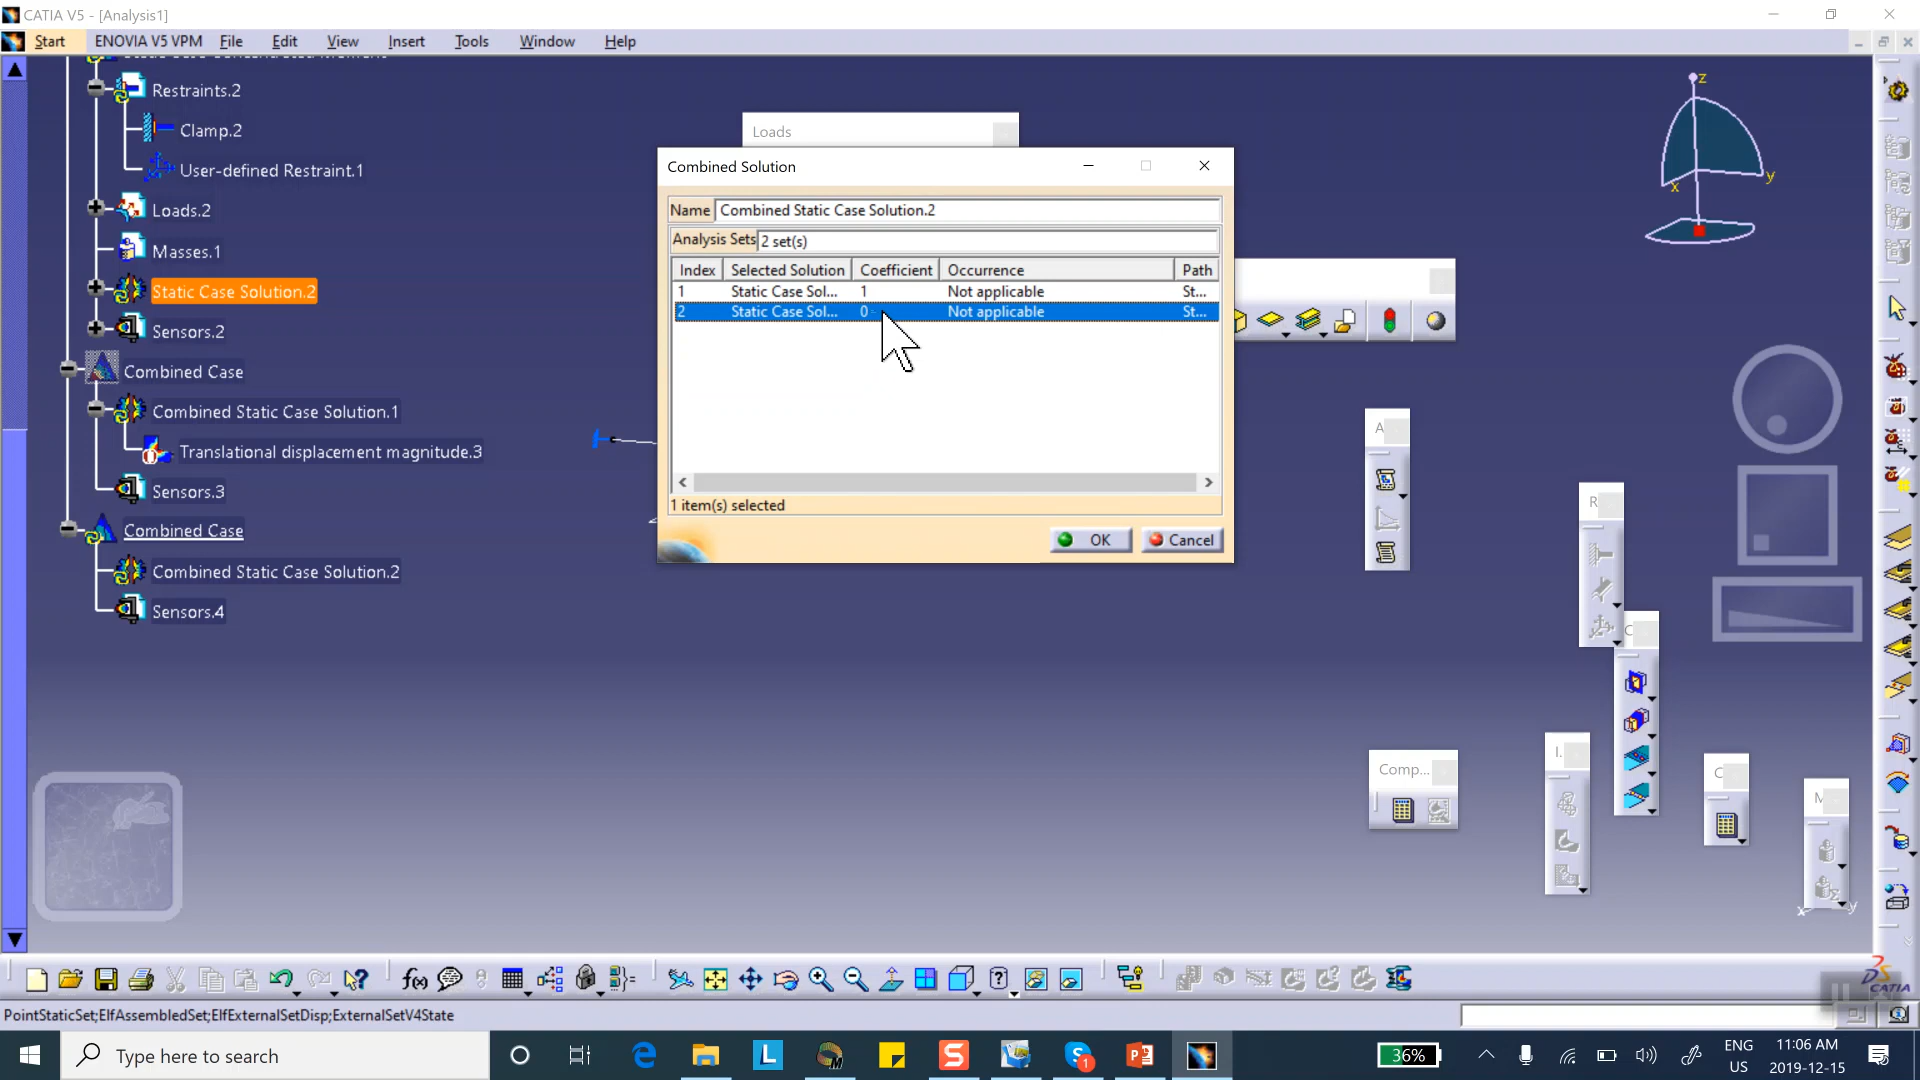 CATIA V5 - [Analysis1]
Start
ENOVIA V5 VPM
File
Edit
View
Insert
Tools
Window
Help
Restraints.2
Clamp.2
User-defined Restraint.1
Loads.2
Masses.1
Static Case Solution.2
Sensors.2
Combined Case
Combined Static Case Solution.1
Translational displacement magnitude.3
Sensors.3
Combined Case
Combined Static Case Solution.2
Sensors.4
Loads
Combined Solution
Name
Combined Static Case Solution.2
Analysis Sets
2 set(s)
Index
Selected Solution
Coefficient
Occurrence
Path
1
Static Case Sol...
1
Not applicable
St...
2
Static Case Sol...
0
Not applicable
St...
1 item(s) selected
OK
Cancel
z
y
x
A
R
C
I.
Comp...
C
M
x
y
f(x)
CATIA
PointStaticSet;ElfAssembledSet;ElfExternalSetDisp;ExternalSetV4State
Type here to search
36%
ENG
US
11:06 AM
2019-12-15